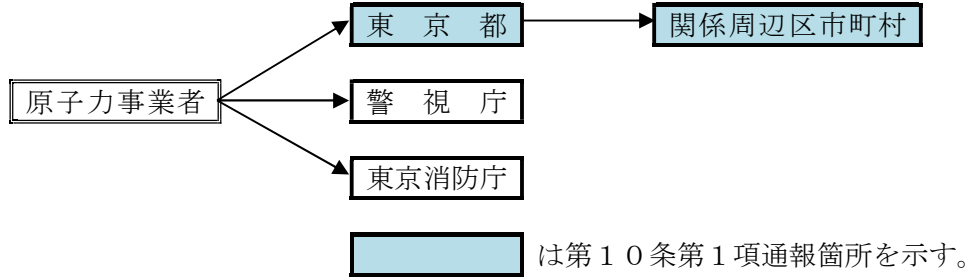 東京都
関係周辺区市町村
原子力事業者
警視庁
東京消防庁
は第10条第1項通報箇所を示す。